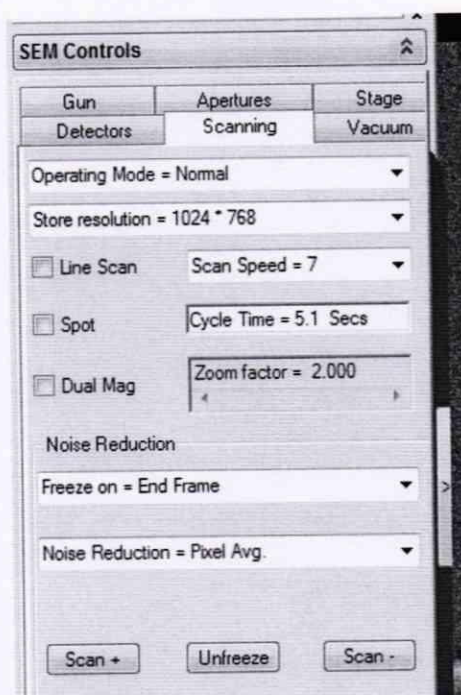 SEM Controls
Gun Apertures Stage
Detectors Scanning Vacuum
Operating Mode = Normal
Store resolution = 1024 * 768
Line Scan Scan Speed = 7
Spot Cycle Time = 5.1 Secs
Dual Mag Zoom factor = 2.000
Noise Reduction
Freeze on = End Frame
Noise Reduction = Pixel Avg.
Scan + Unfreeze Scan -